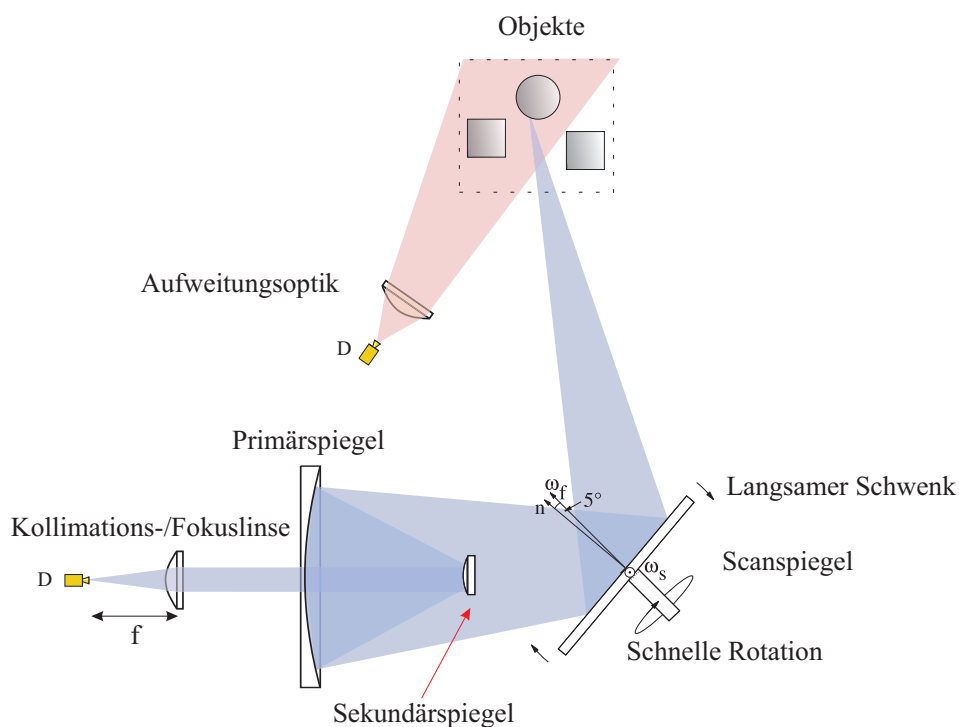 Objekte
Aufweitungsoptik
D
Primärspiegel
ω_f
5°
n
Langsamer Schwenk
Kollimations-/Fokuslinse
Scanspiegel
D
ω_s
f
Schnelle Rotation
Sekundärspiegel